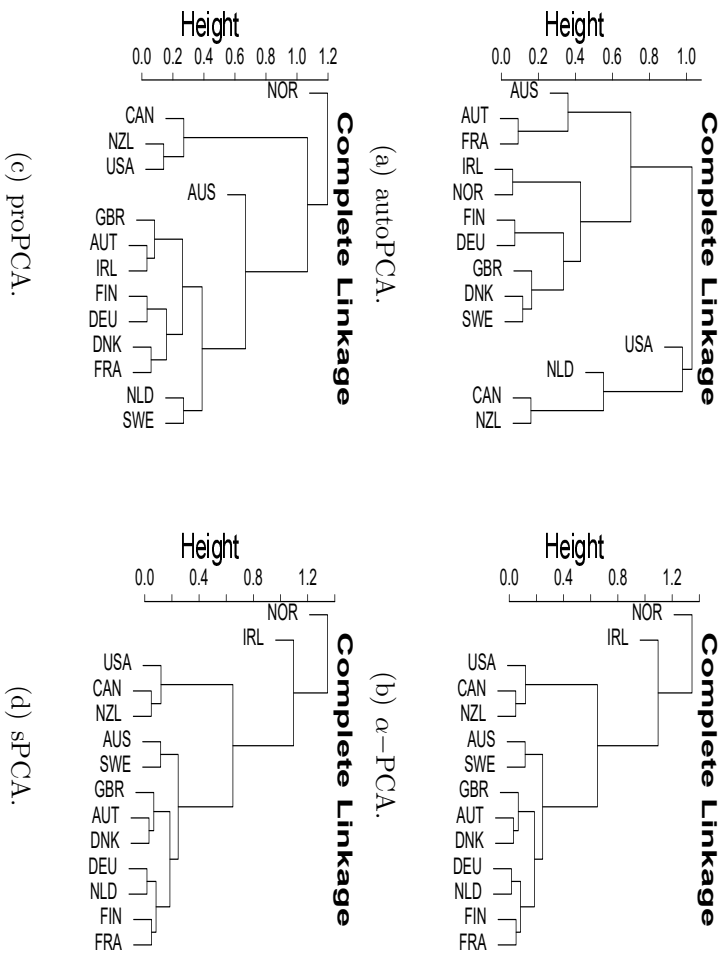 Complete Linkage
Height
0.0 0.2 0.4 0.6 0.8 1.0
AUS
AUT
FRA
IRL
NOR
FIN
DEU
GBR
DNK
SWE
USA
NLD
CAN
NZL
(a) autoPCA.
Complete Linkage
Height
0.0 0.4 0.8 1.2
NOR
IRL
USA
CAN
NZL
AUS
SWE
GBR
AUT
DNK
DEU
NLD
FIN
FRA
(b) α−PCA.
Complete Linkage
Height
0.0 0.2 0.4 0.6 0.8 1.0 1.2
NOR
CAN
NZL
USA
AUS
GBR
AUT
IRL
FIN
DEU
DNK
FRA
NLD
SWE
(c) proPCA.
Complete Linkage
Height
0.0 0.4 0.8 1.2
NOR
IRL
USA
CAN
NZL
AUS
SWE
GBR
AUT
DNK
DEU
NLD
FIN
FRA
(d) sPCA.